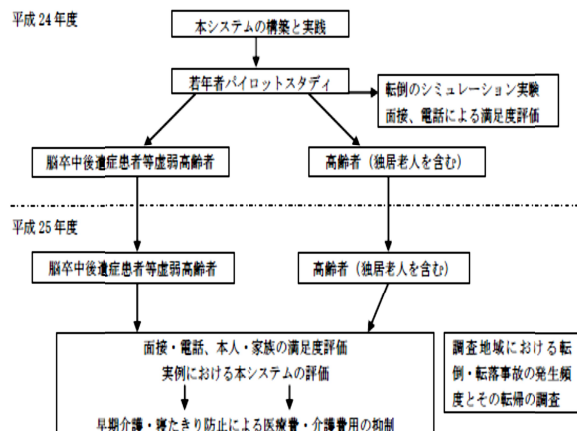 平成24年度
本システムの構築と実践
若年者パイロットスタディ
転倒のシミュレーション実験
面接、電話による満足度評価
脳卒中後遺症患者等虚弱高齢者
高齢者（独居老人を含む）
平成25年度
脳卒中後遺症患者等虚弱高齢者
高齢者（独居老人を含む）
面接・電話、本人・家族の満足度評価
実例における本システムの評価
早期介護・寝たきり防止による医療費・介護費用の抑制
調査地域における転
倒・転落事故の発生頻
度とその転帰の調査